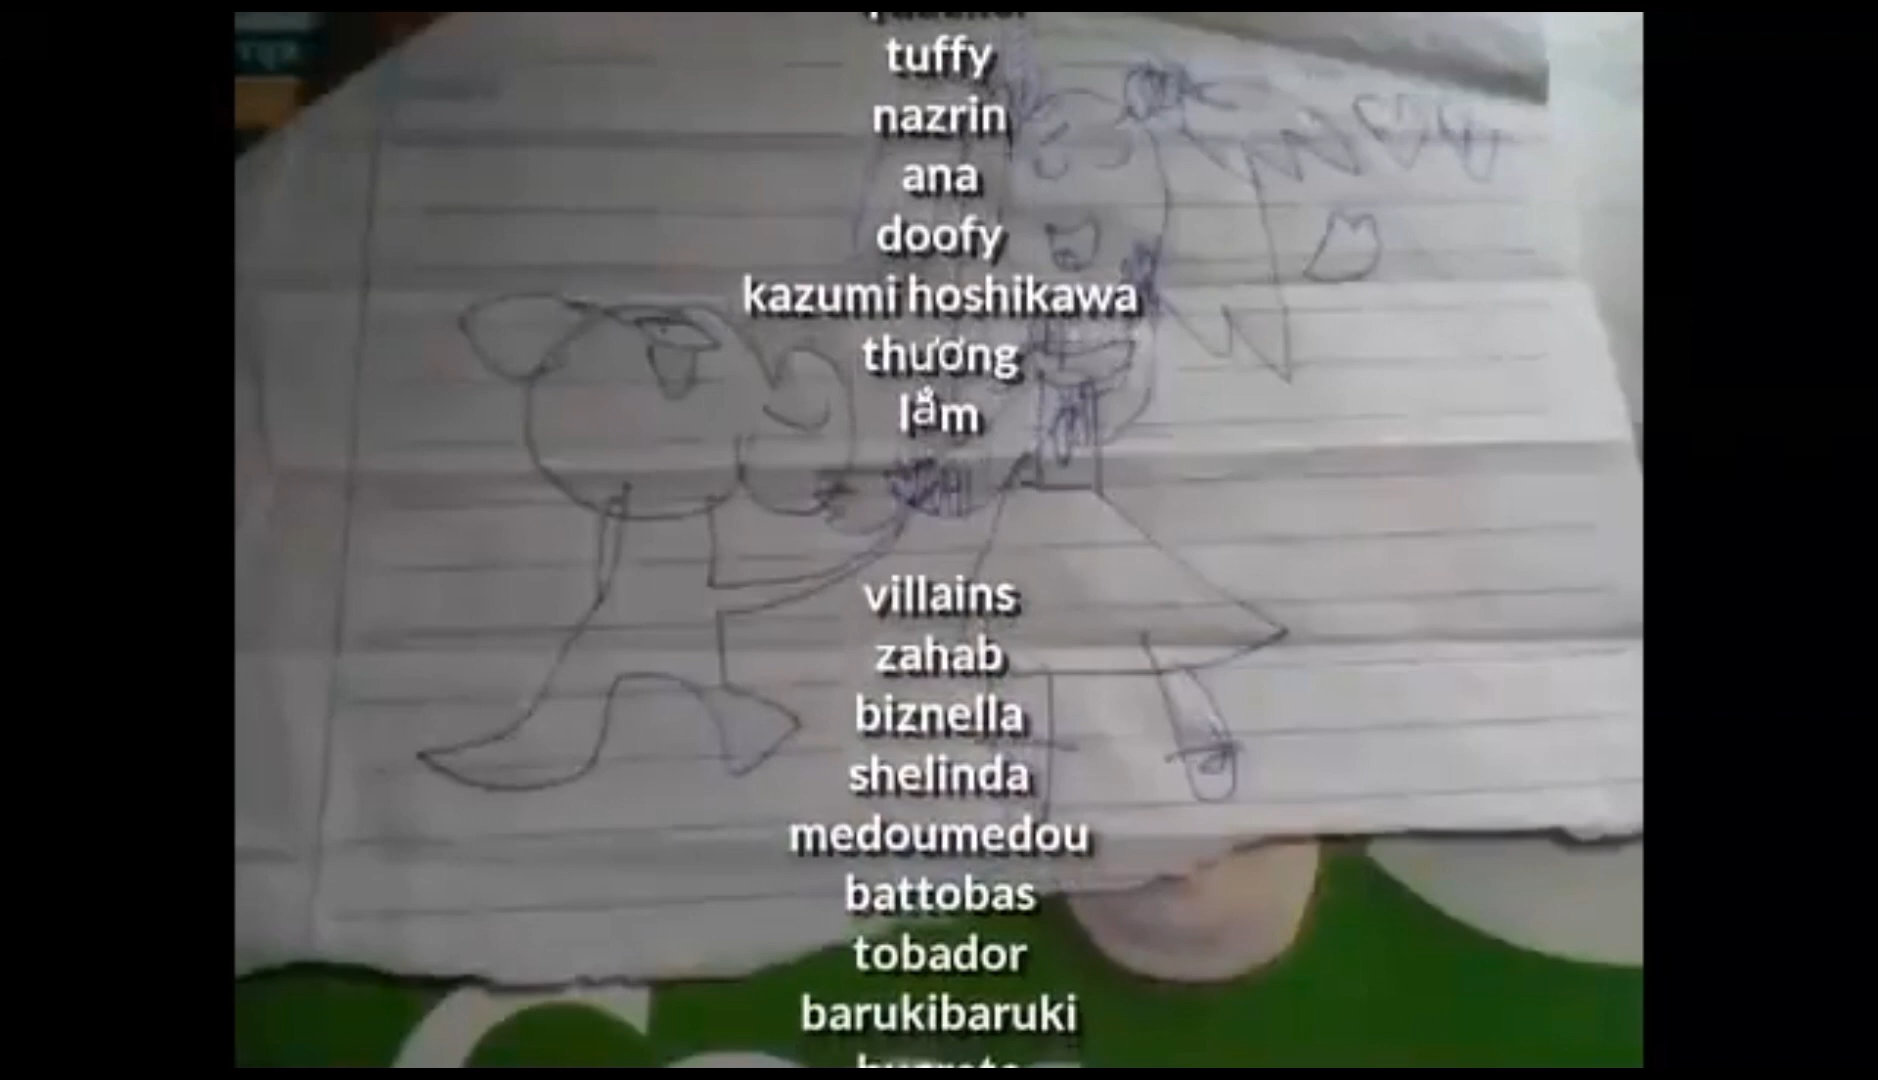 tuffy
nazrin
ana
doofy
kazumi hoshikawa
thương
lắm
villains
zahab
biznella
shelinda
medoumedou
battobas
tobador
barukibaruki